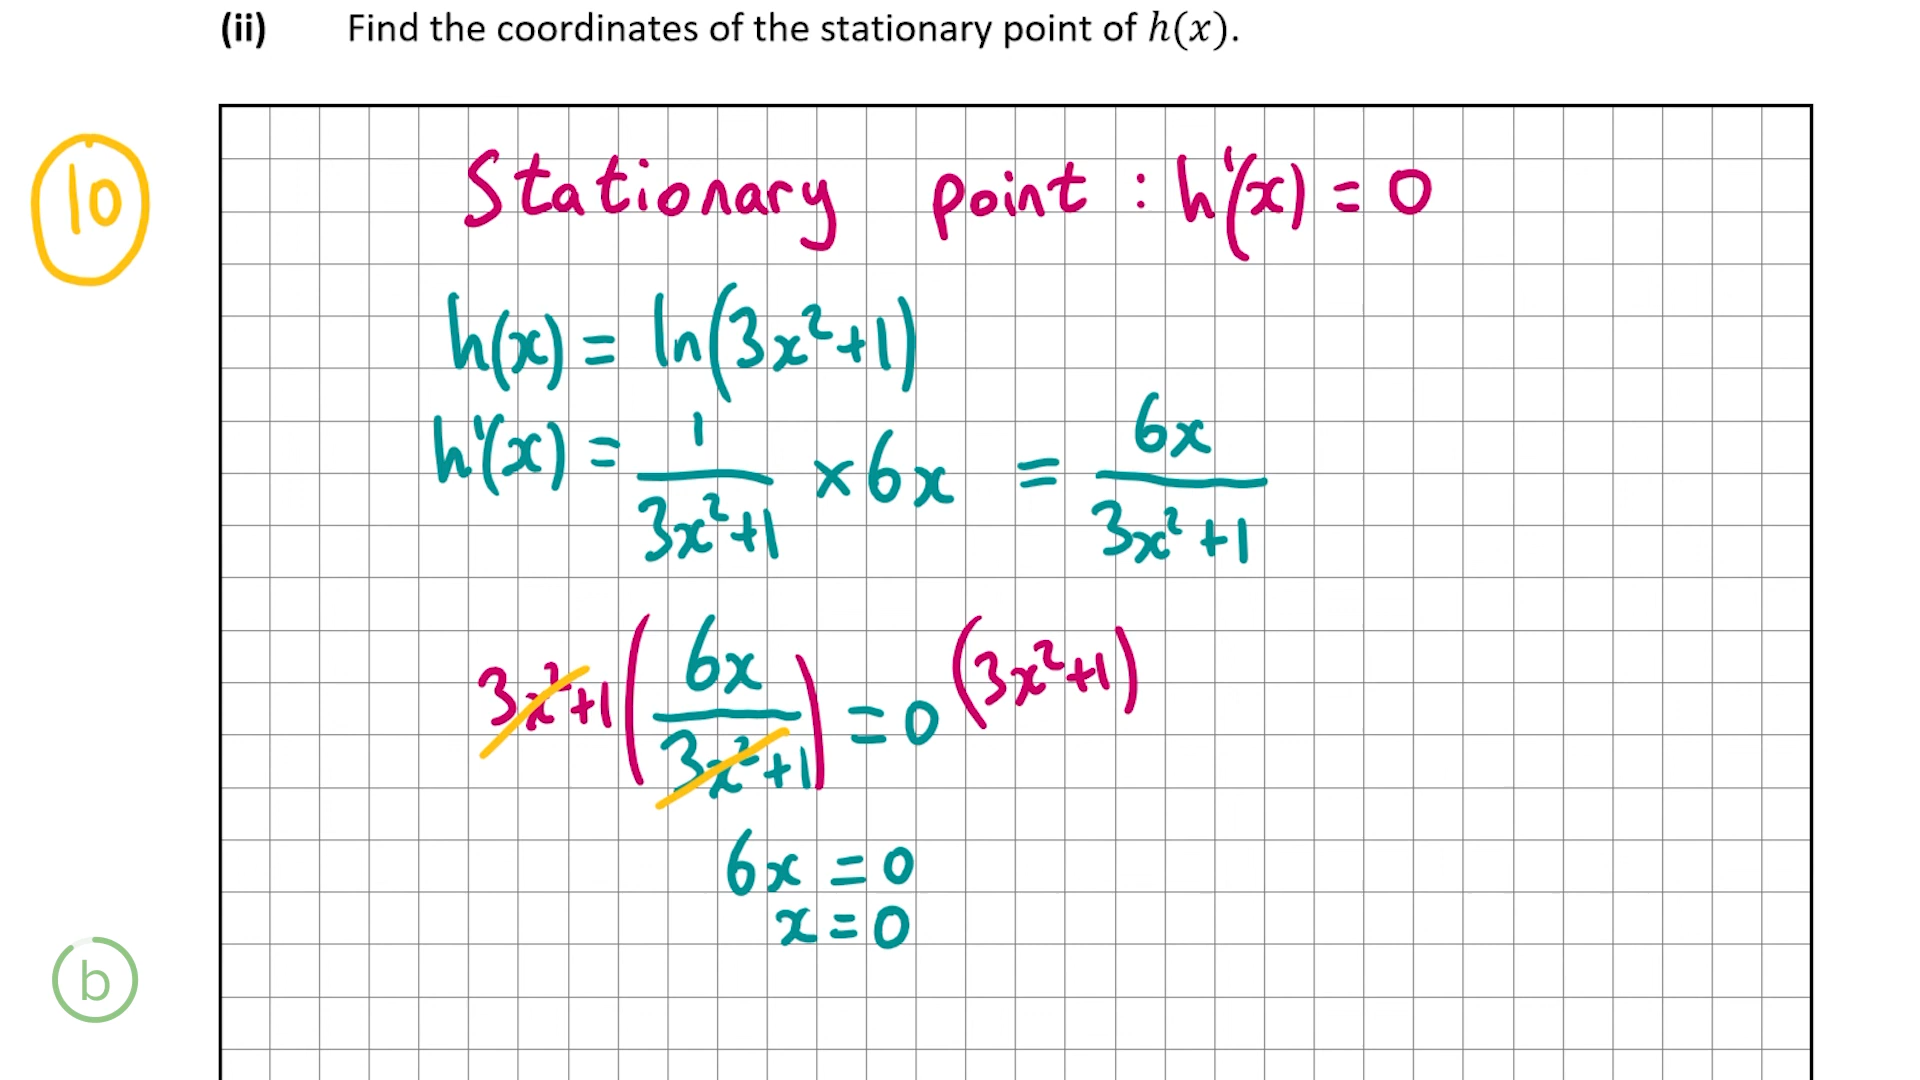 (ii) Find the coordinates of the stationary point of h(x).
10
Stationary point : h'(x) = 0
h(x) = ln(3x²+1)
h'(x) = 1/(3x²+1) ×6x = 6x/(3x²+1)
3x²+1(6x/(3x²+1)) = 0(3x²+1)
6x = 0
x = 0
b